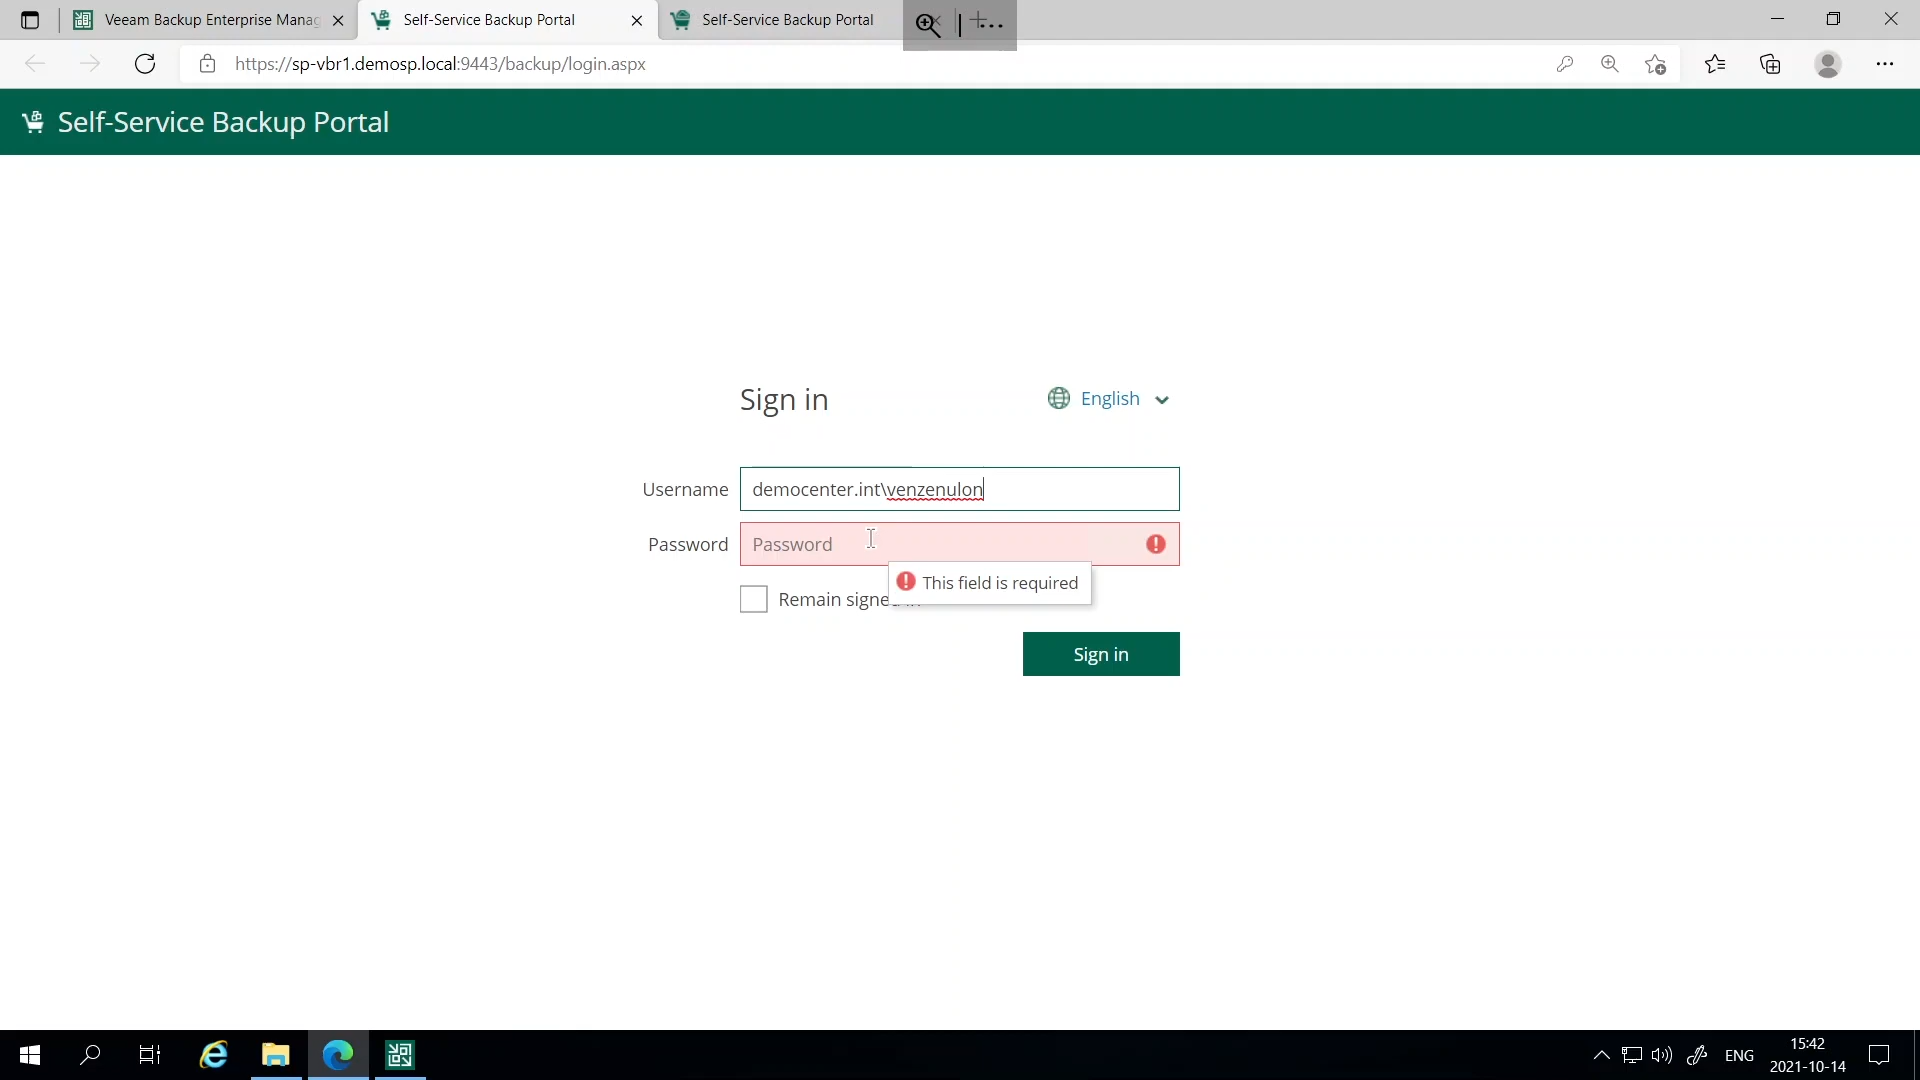 Veeam Backup Enterprise Manag
Self-Service Backup Portal
Self-Service Backup Portal
https://sp-vbr1.demosp.local:9443/backup/login.aspx
Self-Service Backup Portal
Sign in
English
Username
democenter.int\venzenulon
Password
Password
This field is required
Remain signed in
Sign in
ENG
15:42
2021-10-14